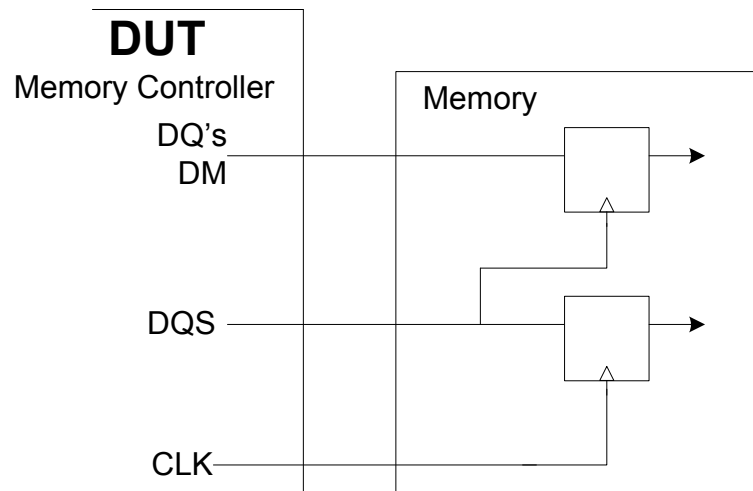 DUT
Memory Controller
Memory
DQ’s
DM
DQS
CLK